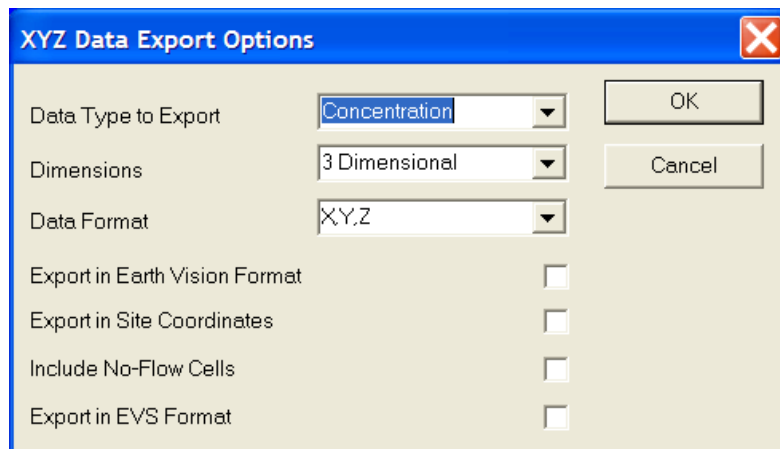 XYZ Data Export Options
Data Type to Export Concentration OK
Dimensions 3 Dimensional Cancel
Data Format X,Y,Z
Export in Earth Vision Format
Export in Site Coordinates
Include No-Flow Cells
Export in EVS Format